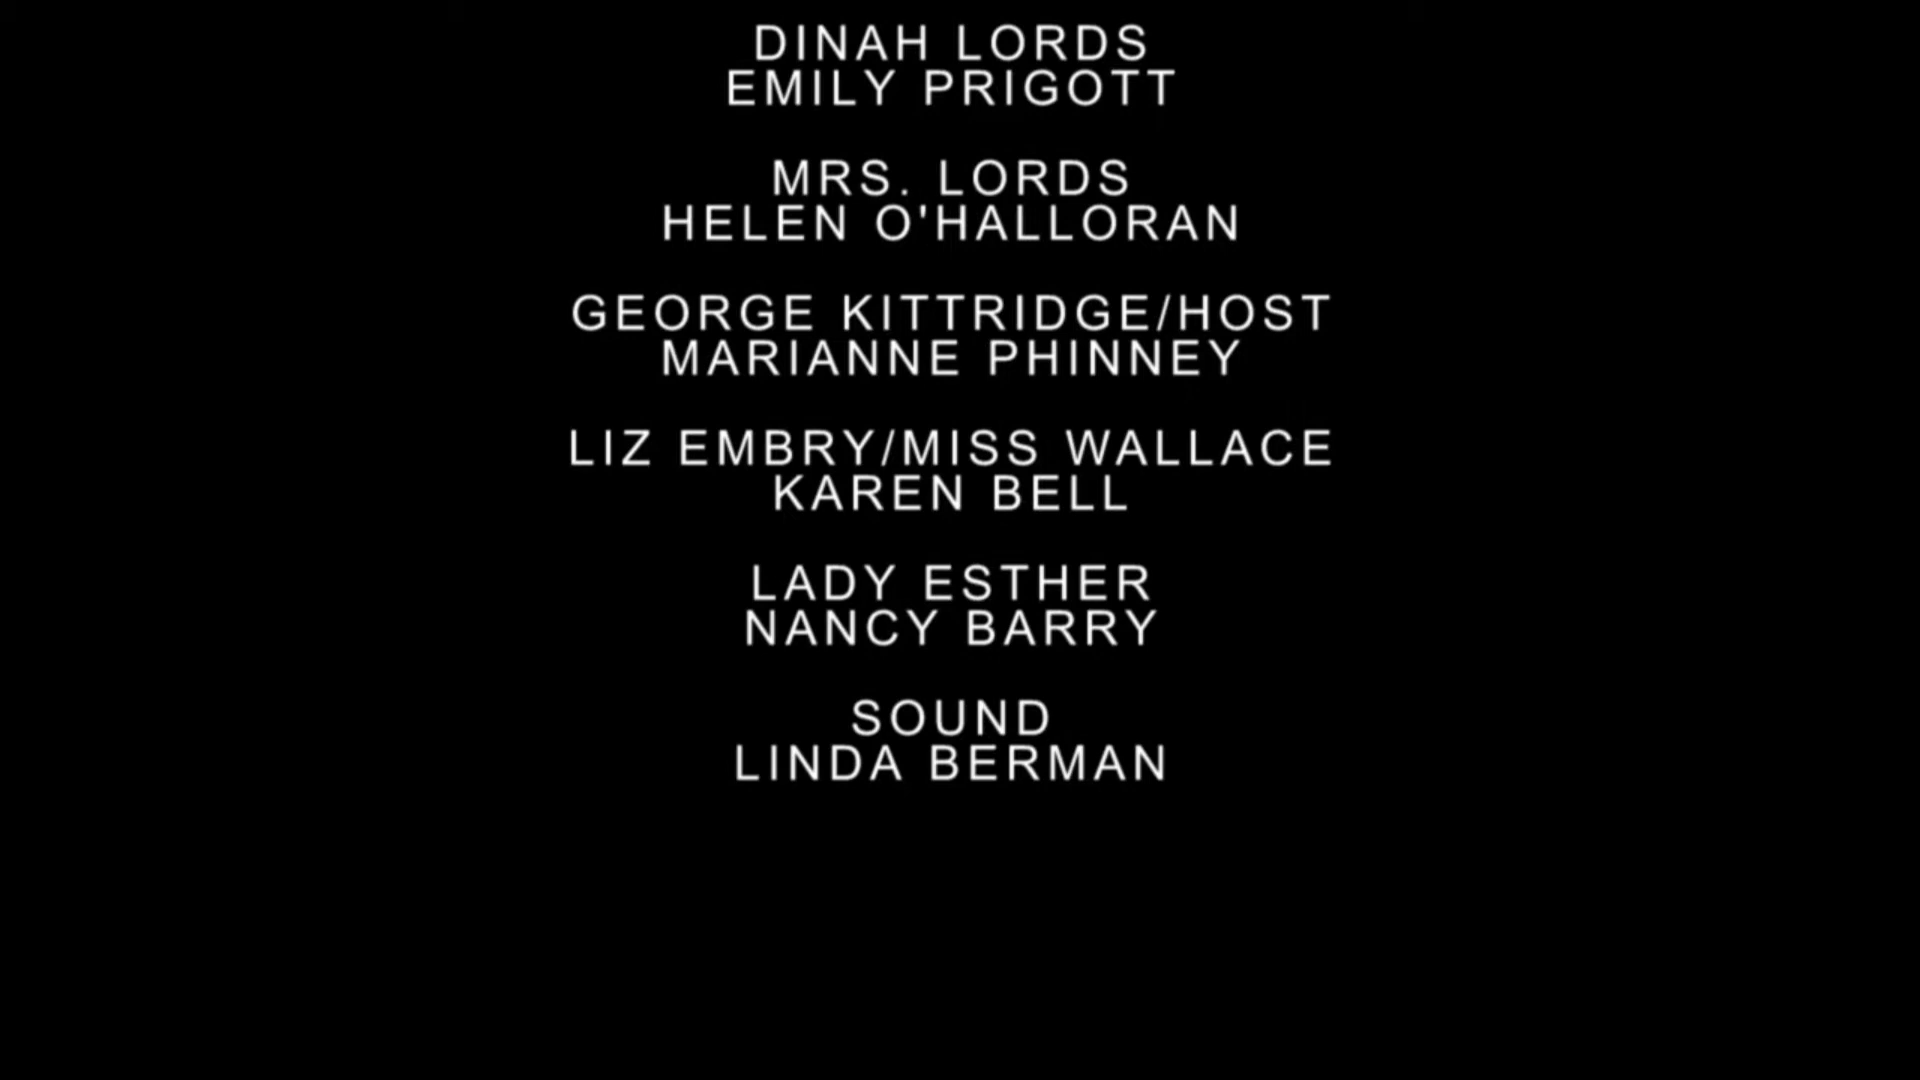 DINAH LORDS
EMILY PRIGOTT
MRS. LORDS
HELEN O'HALLORAN
GEORGE KITTRIDGE/HOST
MARIANNE PHINNEY
LIZ EMBRY/MISS WALLACE
KAREN BELL
LADY ESTHER
NANCY BARRY
SOUND
LINDA BERMAN